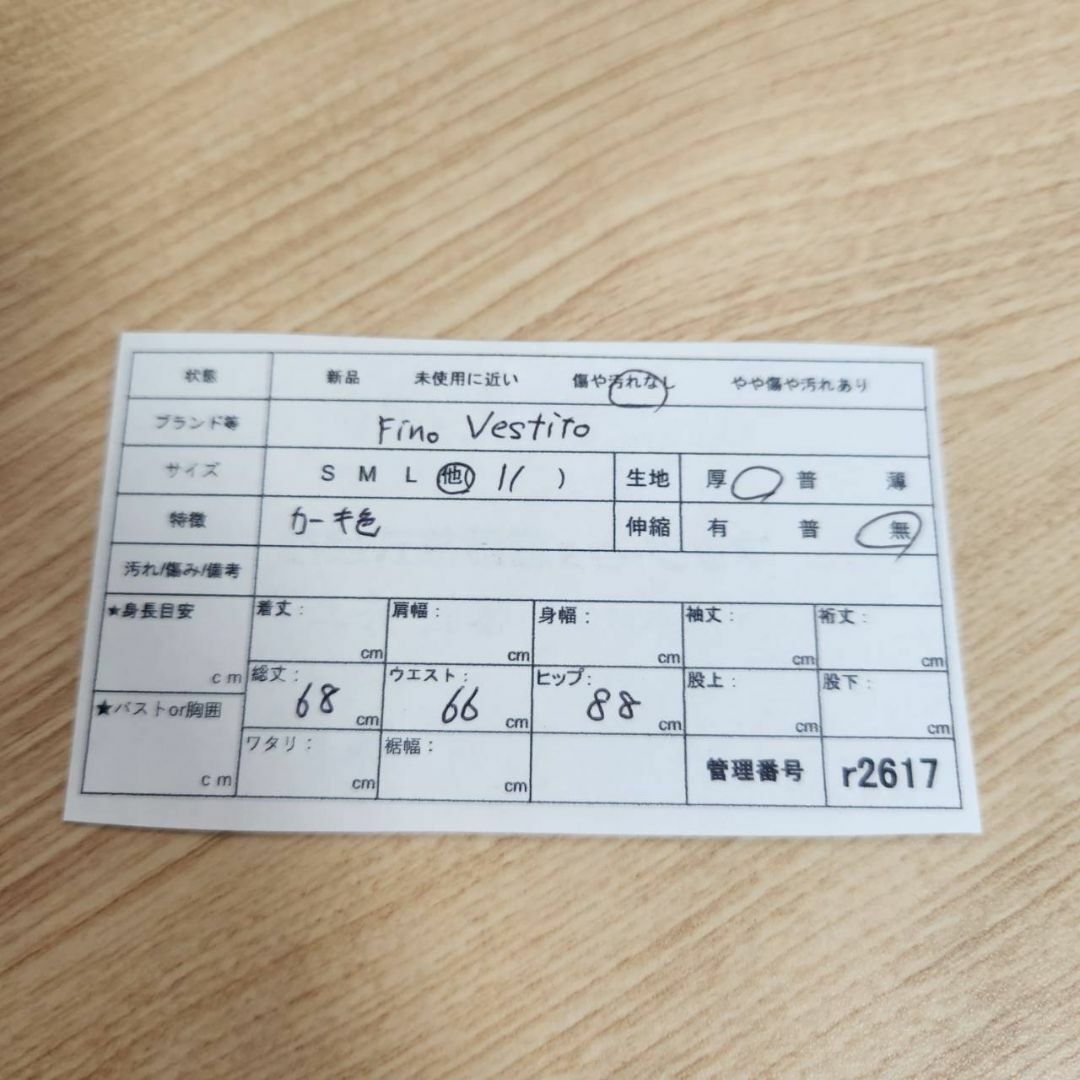 状態 新品 未使用に近い 傷や汚れなし やや傷や汚れあり
ブランド等 Fino Vestito
サイズ S M L 他( 11 ) 生地 厚 普 薄
特徴 カーキ色 伸縮 有 普 無
汚れ/傷み/備考
★身長目安 cm 着丈: cm 肩幅: cm 身幅: cm 袖丈: cm 裄丈: cm
総丈: 68 cm ウエスト: 66 cm ヒップ: 88 cm 股上: cm 股下: cm
★バストor胸囲 cm ワタリ: cm 裾幅: cm 管理番号 r2617